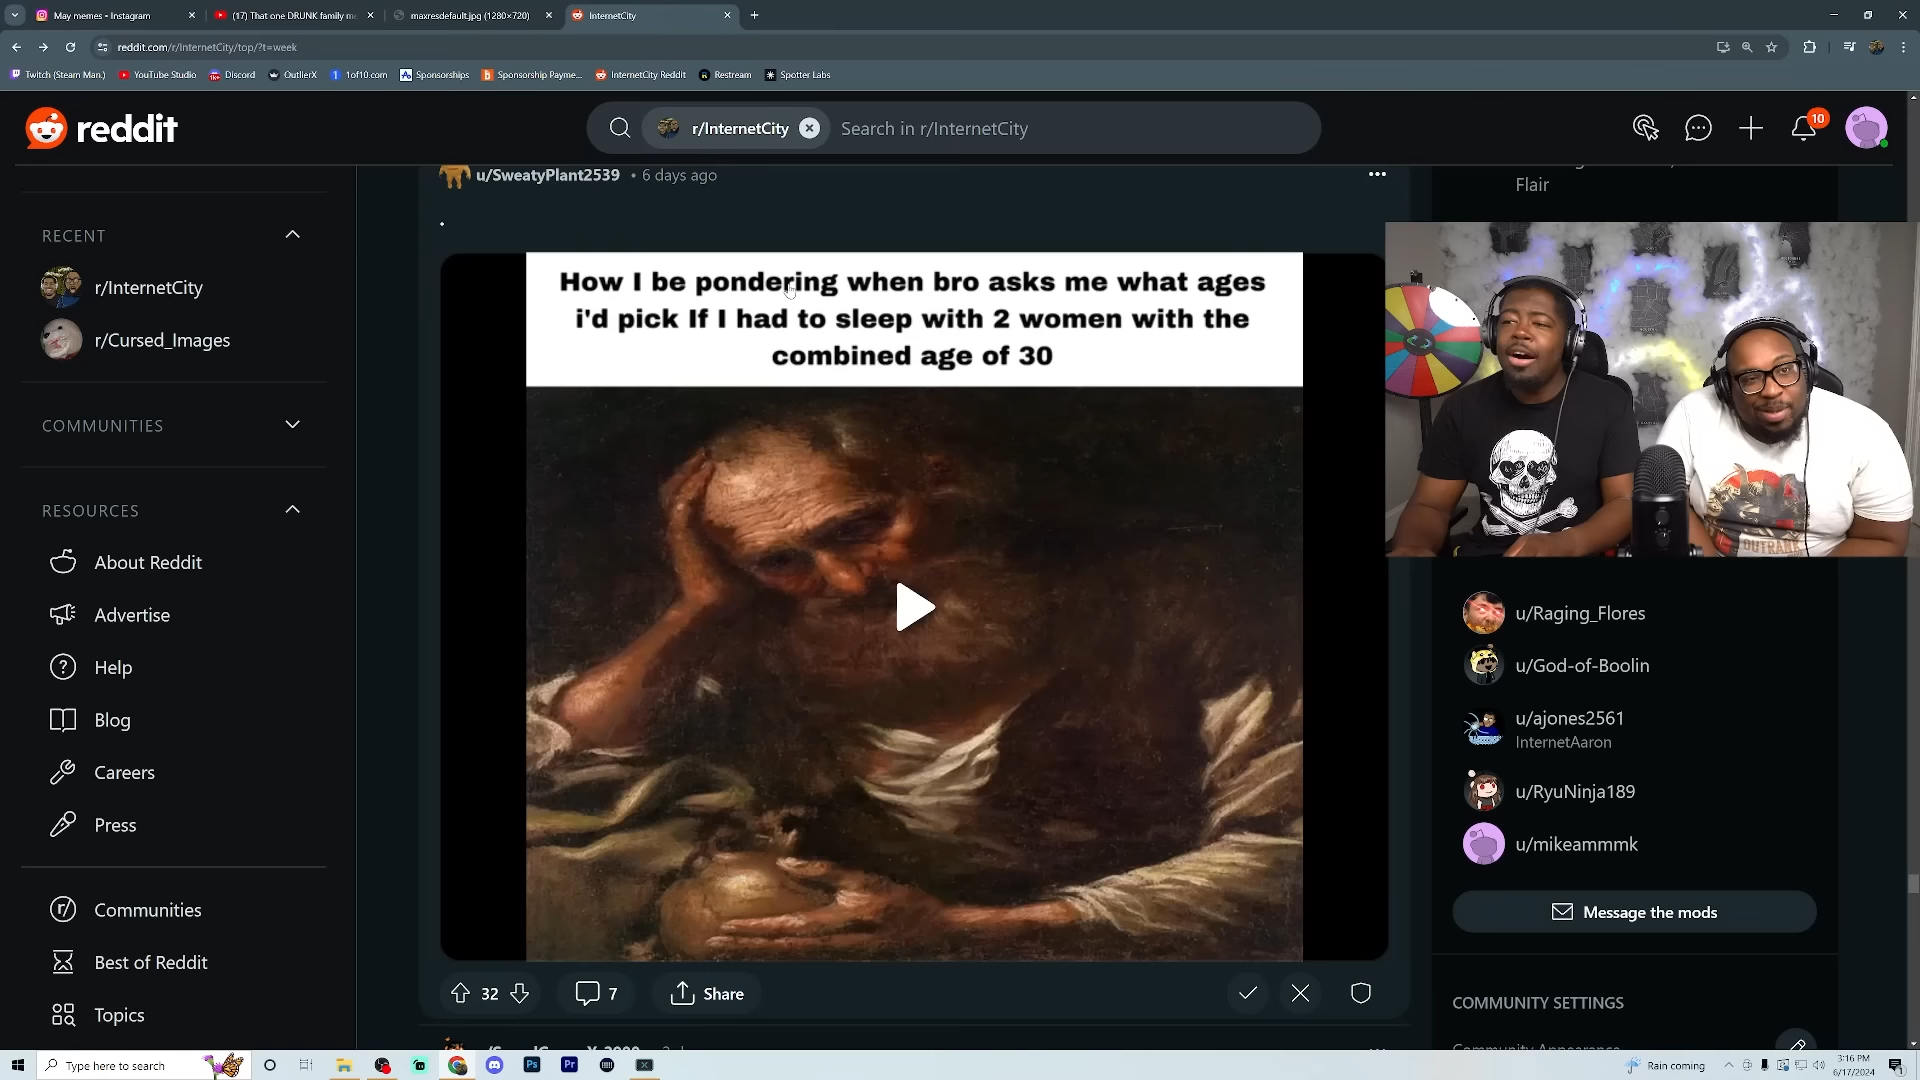 May memes - Instagram
(17) That one DRUNK family me
maxresdefault.jpg (1280×720)
InternetCity
reddit.com/r/InternetCity/top/?t=week
Twitch (Steam Man.)
YouTube Studio
Discord
OutlierX
1of10.com
Sponsorships
Sponsorship Payme...
InternetCity Reddit
Restream
Spotter Labs
reddit
r/InternetCity
Search in r/InternetCity
10
u/SweatyPlant2539 • 6 days ago
Flair
RECENT
r/InternetCity
r/Cursed_Images
COMMUNITIES
RESOURCES
About Reddit
Advertise
Help
Blog
Careers
Press
Communities
Best of Reddit
Topics
.
How I be pondering when bro asks me what ages
i'd pick If I had to sleep with 2 women with the
combined age of 30
32
7
Share
u/Raging_Flores
u/God-of-Boolin
u/ajones2561
InternetAaron
u/RyuNinja189
u/mikeammmk
Message the mods
COMMUNITY SETTINGS
Community Appearance
Type here to search
Rain coming
3:16 PM
6/17/2024